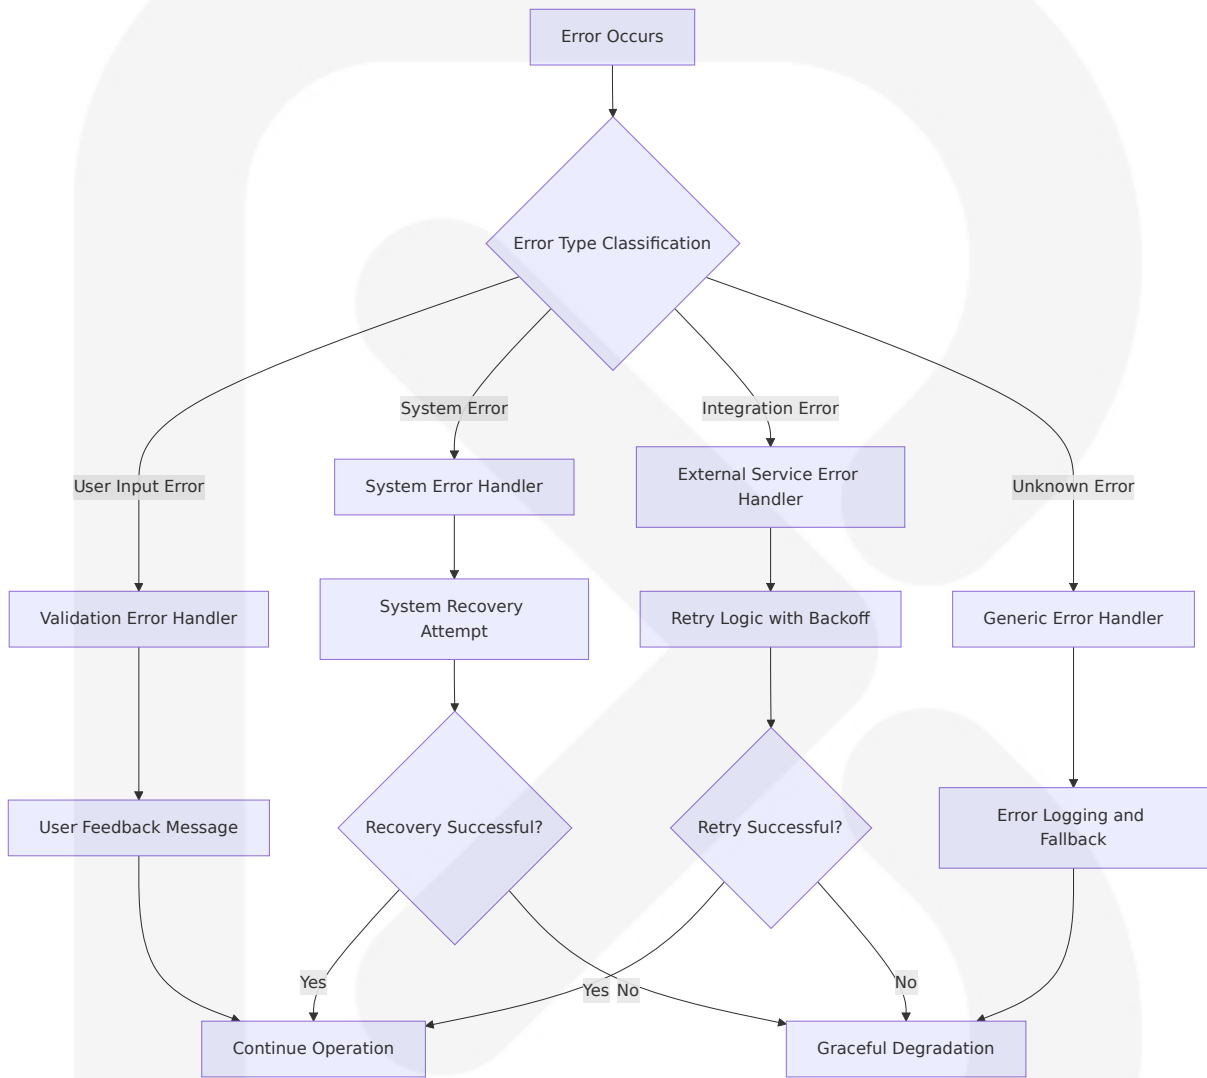 Error Occurs
Error Type Classification
System Error
Integration Error
User Input Error
System Error Handler
External Service Error
Handler
Unknown Error
Validation Error Handler
System Recovery
Attempt
Retry Logic with Backoff
Generic Error Handler
User Feedback Message
Recovery Successful?
Retry Successful?
Error Logging and
Fallback
Yes
Yes
No
No
Continue Operation
Graceful Degradation